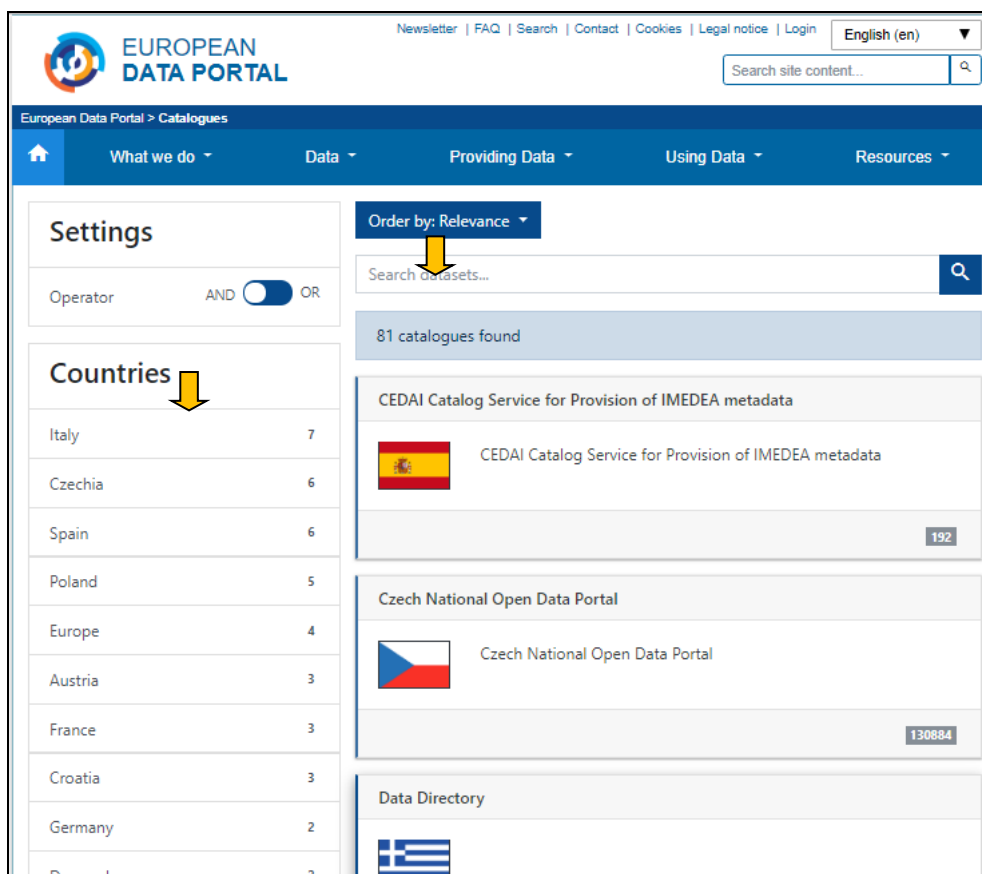 Newsletter | FAQ | Search | Contact | Cookies | Legal notice | Login
English (en)
EUROPEAN
DATA PORTAL
Search site content...
European Data Portal > Catalogues
What we do
Data
Providing Data
Using Data
Resources
Settings
Operator
AND
OR
Countries
Italy 7
Czechia 6
Spain 6
Poland 5
Europe 4
Austria 3
France 3
Croatia 3
Germany 2
Order by: Relevance
Search datasets...
81 catalogues found
CEDAI Catalog Service for Provision of IMEDEA metadata
CEDAI Catalog Service for Provision of IMEDEA metadata
192
Czech National Open Data Portal
Czech National Open Data Portal
130884
Data Directory